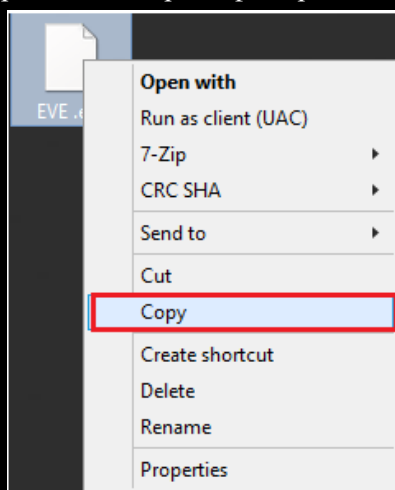 EVE .e
Open with
Run as client (UAC)
7-Zip
CRC SHA
Send to
Cut
Copy
Create shortcut
Delete
Rename
Properties